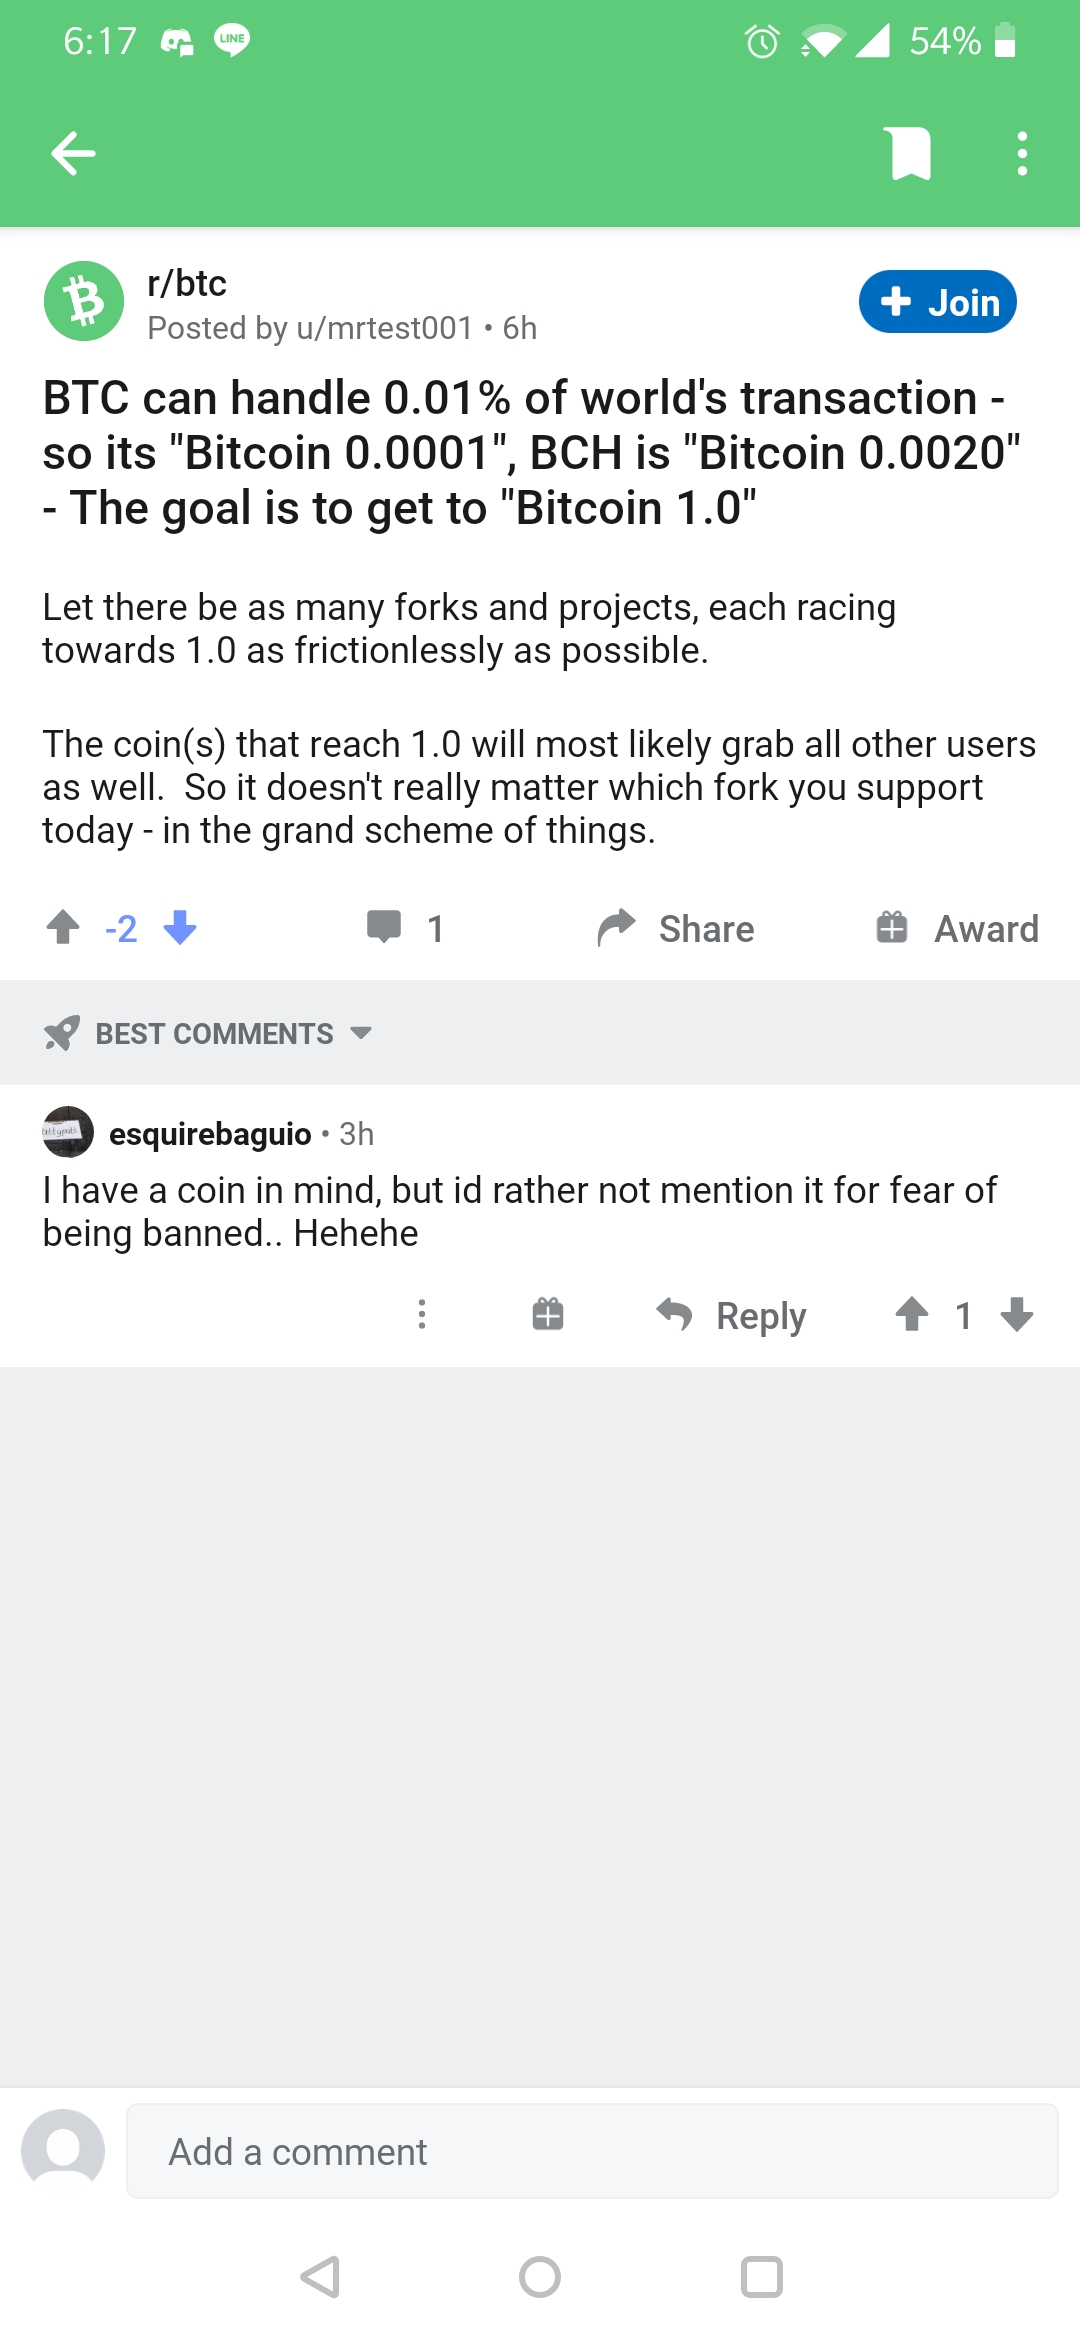 6:17 LINE 54%
r/btc
Posted by u/mrtest001 • 6h
+ Join
BTC can handle 0.01% of world's transaction -
so its "Bitcoin 0.0001", BCH is "Bitcoin 0.0020"
- The goal is to get to "Bitcoin 1.0"
Let there be as many forks and projects, each racing
towards 1.0 as frictionlessly as possible.
The coin(s) that reach 1.0 will most likely grab all other users
as well.  So it doesn't really matter which fork you support
today - in the grand scheme of things.
-2 1 Share Award
BEST COMMENTS
esquirebaguio • 3h
I have a coin in mind, but id rather not mention it for fear of
being banned.. Hehehe
Reply 1
Add a comment